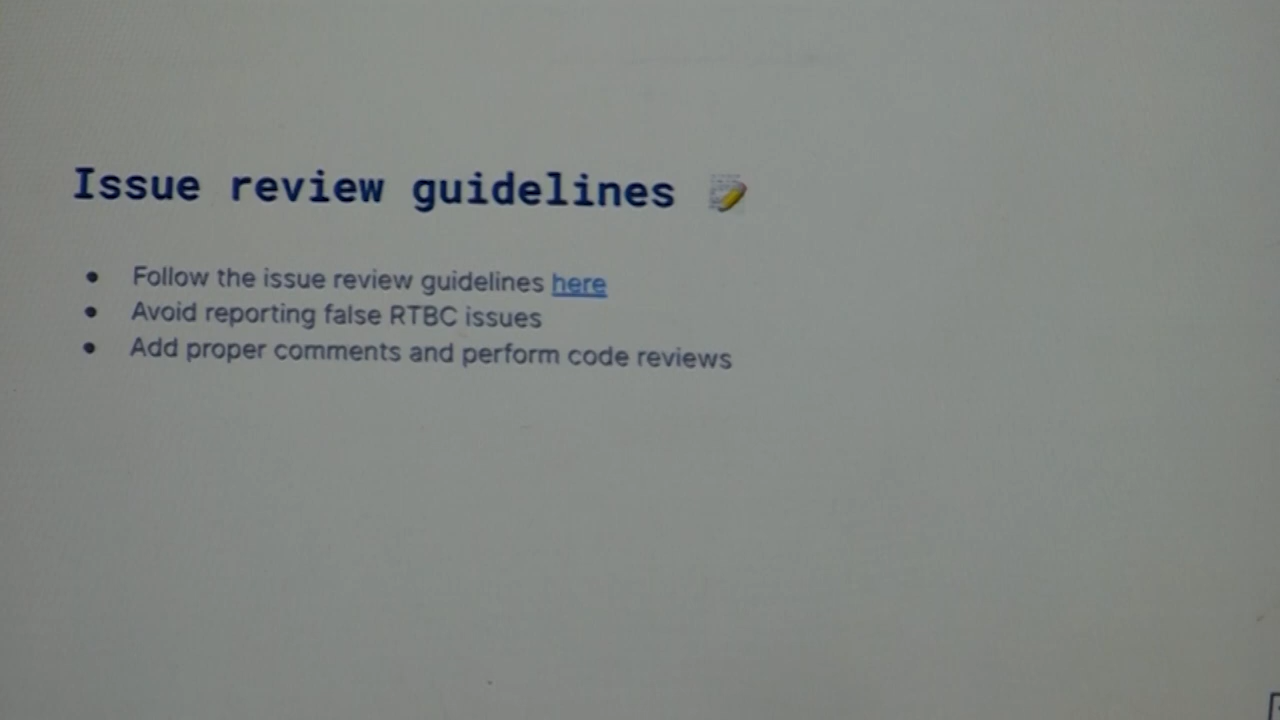 Issue review guidelines 📝
Follow the issue review guidelines here
Avoid reporting false RTBC issues
Add proper comments and perform code reviews